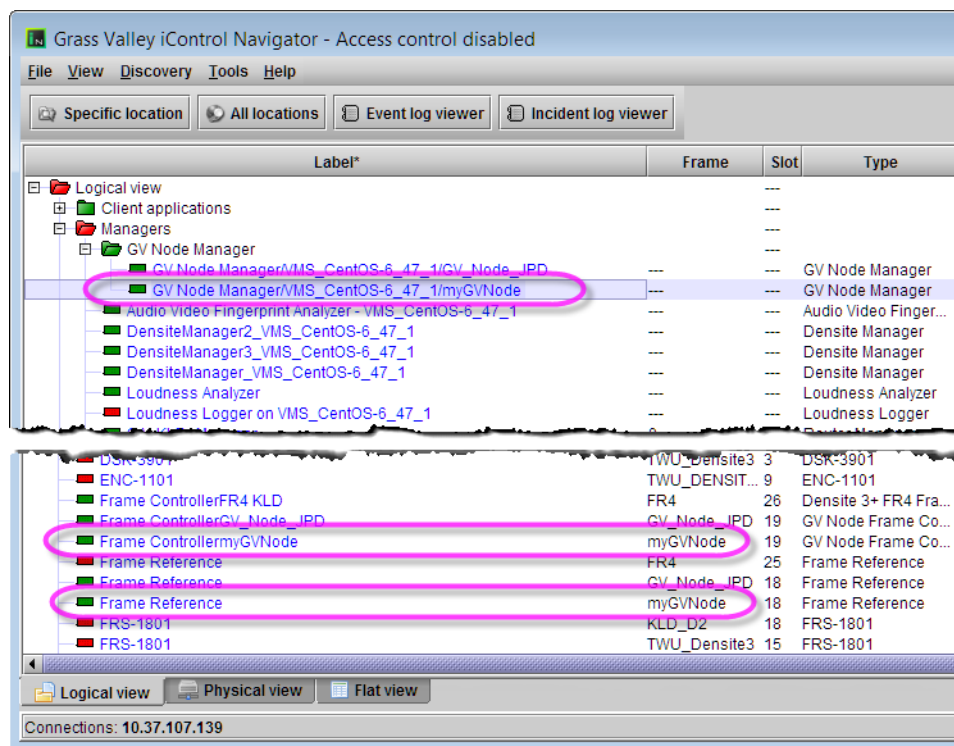 Grass Valley iControl Navigator - Access control disabled
File View Discovery Tools Help
Specific location All locations Event log viewer Incident log viewer
Label* Frame Slot Type
Logical view ---
Client applications ---
Managers ---
GV Node Manager ---
GV Node Manager/VMS_CentOS-6_47_1/GV_Node_JPD --- --- GV Node Manager
GV Node Manager/VMS_CentOS-6_47_1/myGVNode --- --- GV Node Manager
Audio Video Fingerprint Analyzer - VMS_CentOS-6_47_1 --- --- Audio Video Finger...
DensiteManager2_VMS_CentOS-6_47_1 --- --- Densite Manager
DensiteManager3_VMS_CentOS-6_47_1 --- --- Densite Manager
DensiteManager_VMS_CentOS-6_47_1 --- --- Densite Manager
Loudness Analyzer --- --- Loudness Analyzer
Loudness Logger on VMS_CentOS-6_47_1 --- --- Loudness Logger
DSK-3901 TWU_Densite3 3 DSK-3901
ENC-1101 TWU_DENSIT... 9 ENC-1101
Frame ControllerFR4 KLD FR4 26 Densite 3+ FR4 Fra...
Frame ControllerGV_Node_JPD GV_Node_JPD 19 GV Node Frame Co...
Frame ControllermyGVNode myGVNode 19 GV Node Frame Co...
Frame Reference FR4 25 Frame Reference
Frame Reference GV_Node_JPD 18 Frame Reference
Frame Reference myGVNode 18 Frame Reference
FRS-1801 KLD_D2 18 FRS-1801
FRS-1801 TWU_Densite3 15 FRS-1801
Logical view Physical view Flat view
Connections: 10.37.107.139